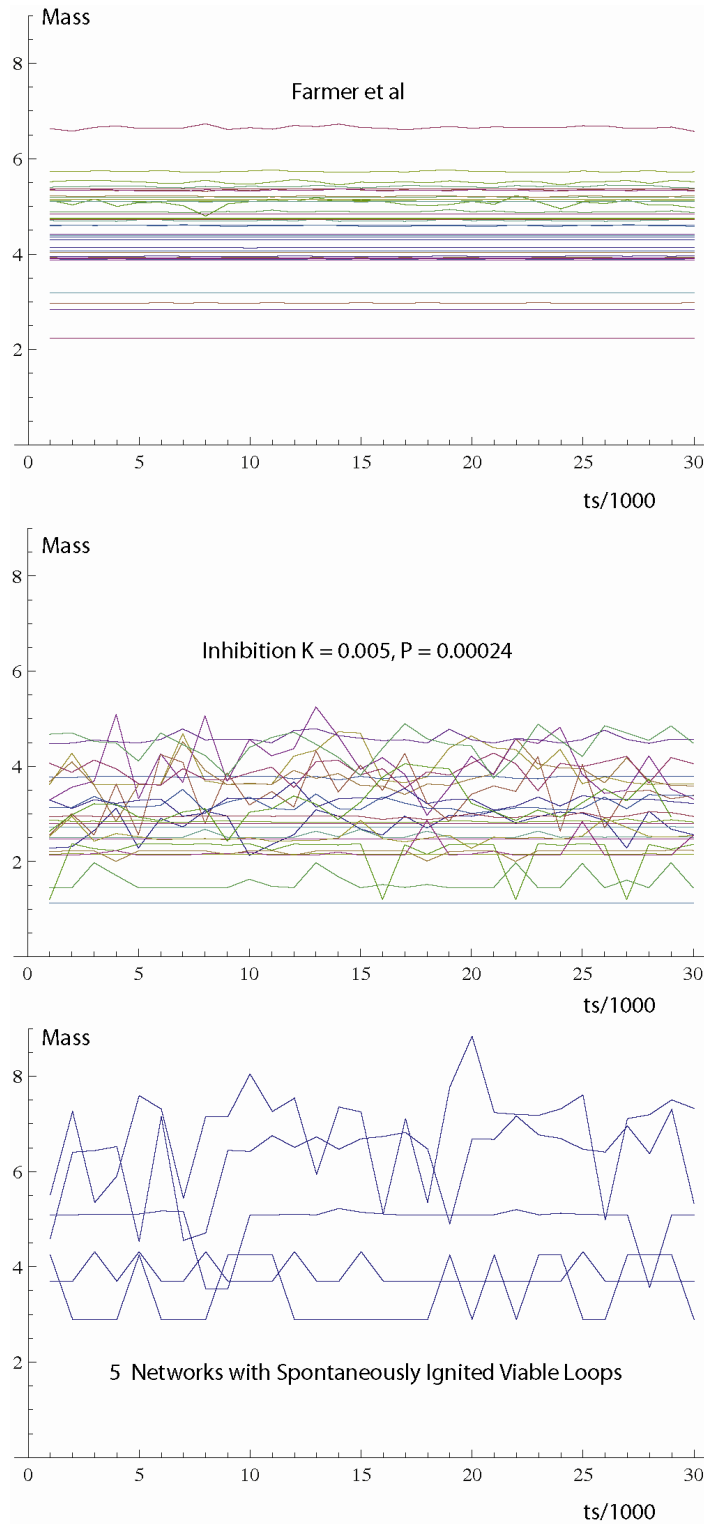 Mass
8
Farmer et al
6
4
2
0 5 10 15 20 25 30
ts/1000
Mass
8
Inhibition K = 0.005, P = 0.00024
6
4
2
0 5 10 15 20 25 30
ts/1000
Mass
8
6
4
2
5 Networks with Spontaneously Ignited Viable Loops
0 5 10 15 20 25 30
ts/1000